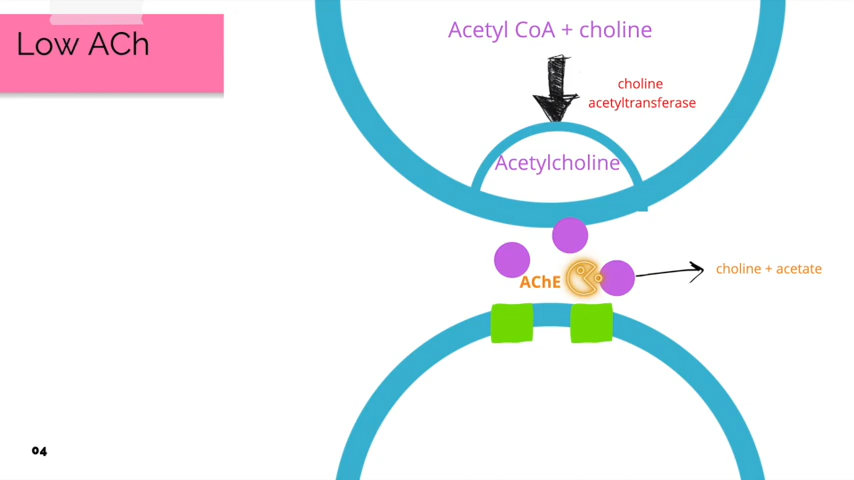 Low ACh
Acetyl CoA + choline
choline
acetyltransferase
Acetylcholine
AChE
choline + acetate
04